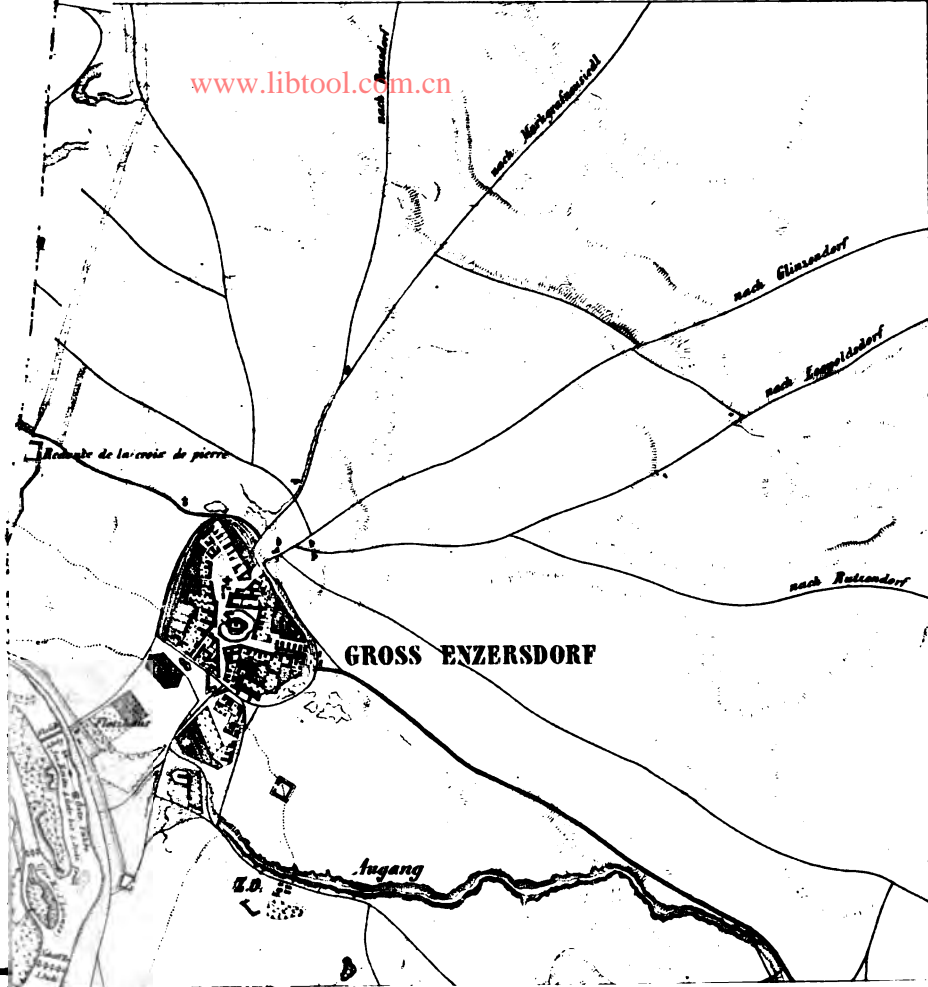 www.libtool.com.cn
nach Markgrafensiedl
nach Glinzendorf
nach Leopoldsdorf
Redoute de la croix de pierre
nach Rutzendorf
GROSS ENZERSDORF
Augang
Z.O.